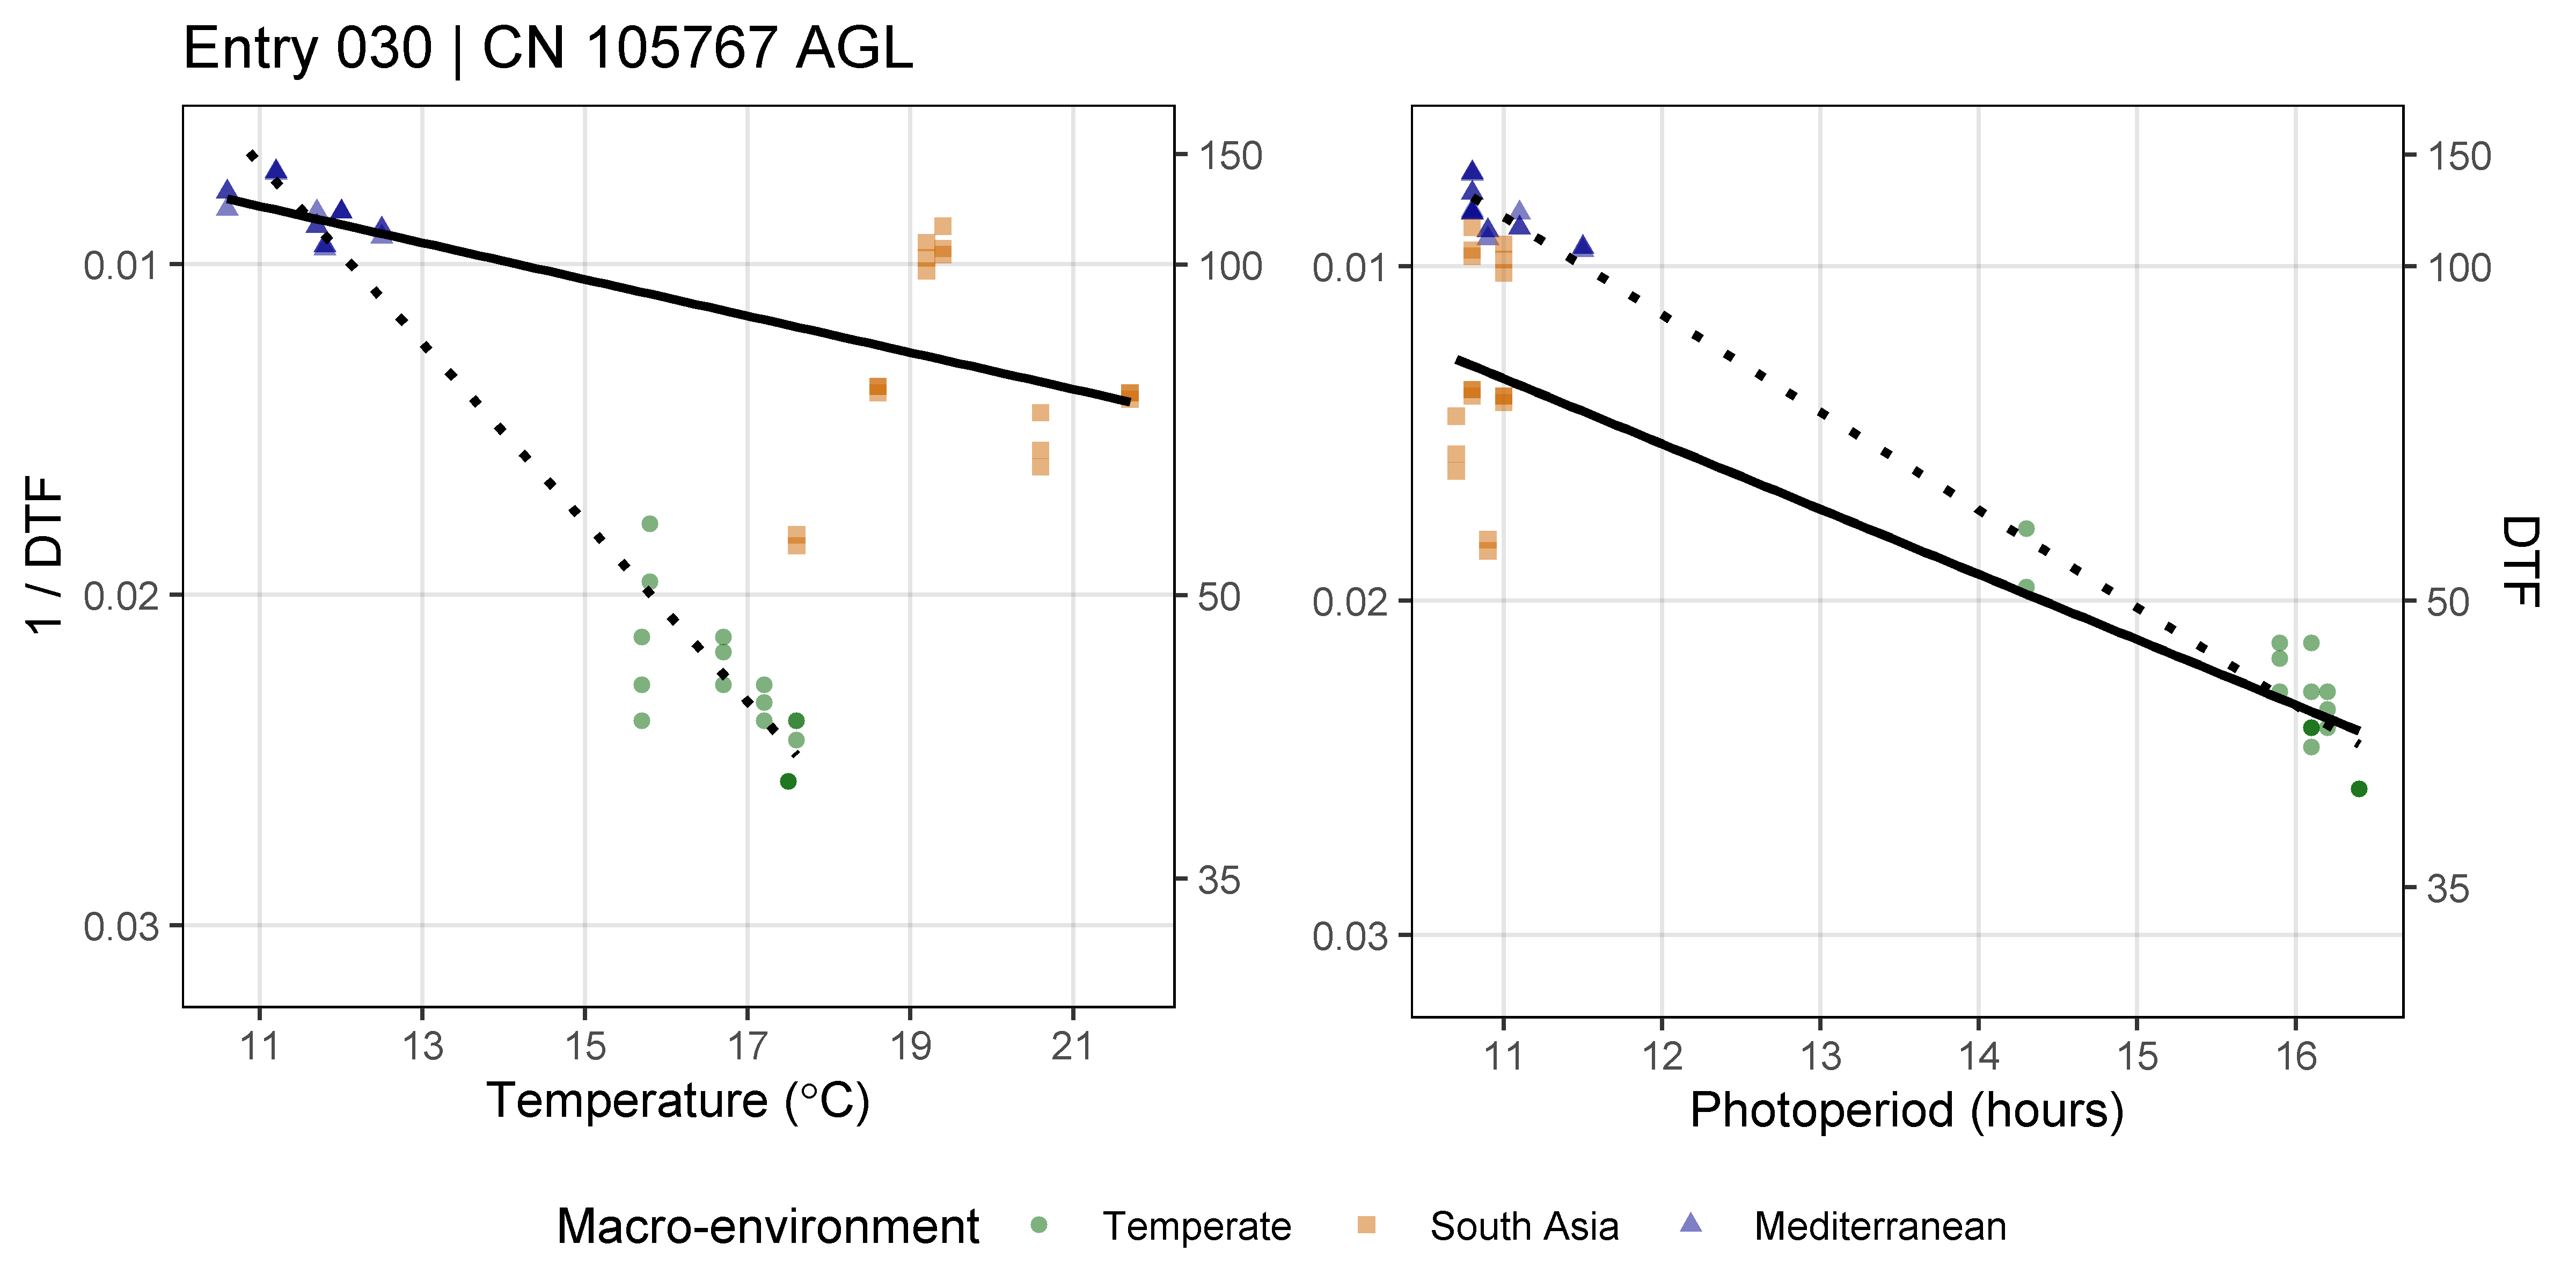 Entry 030 | CN 105767 AGL
1 / DTF
0.01
0.02
0.03
150
100
50
35
11 13 15 17 19 21
Temperature (°C)
0.01
0.02
0.03
150
100
50
35
DTF
11 12 13 14 15 16
Photoperiod (hours)
Macro-environment Temperate South Asia Mediterranean